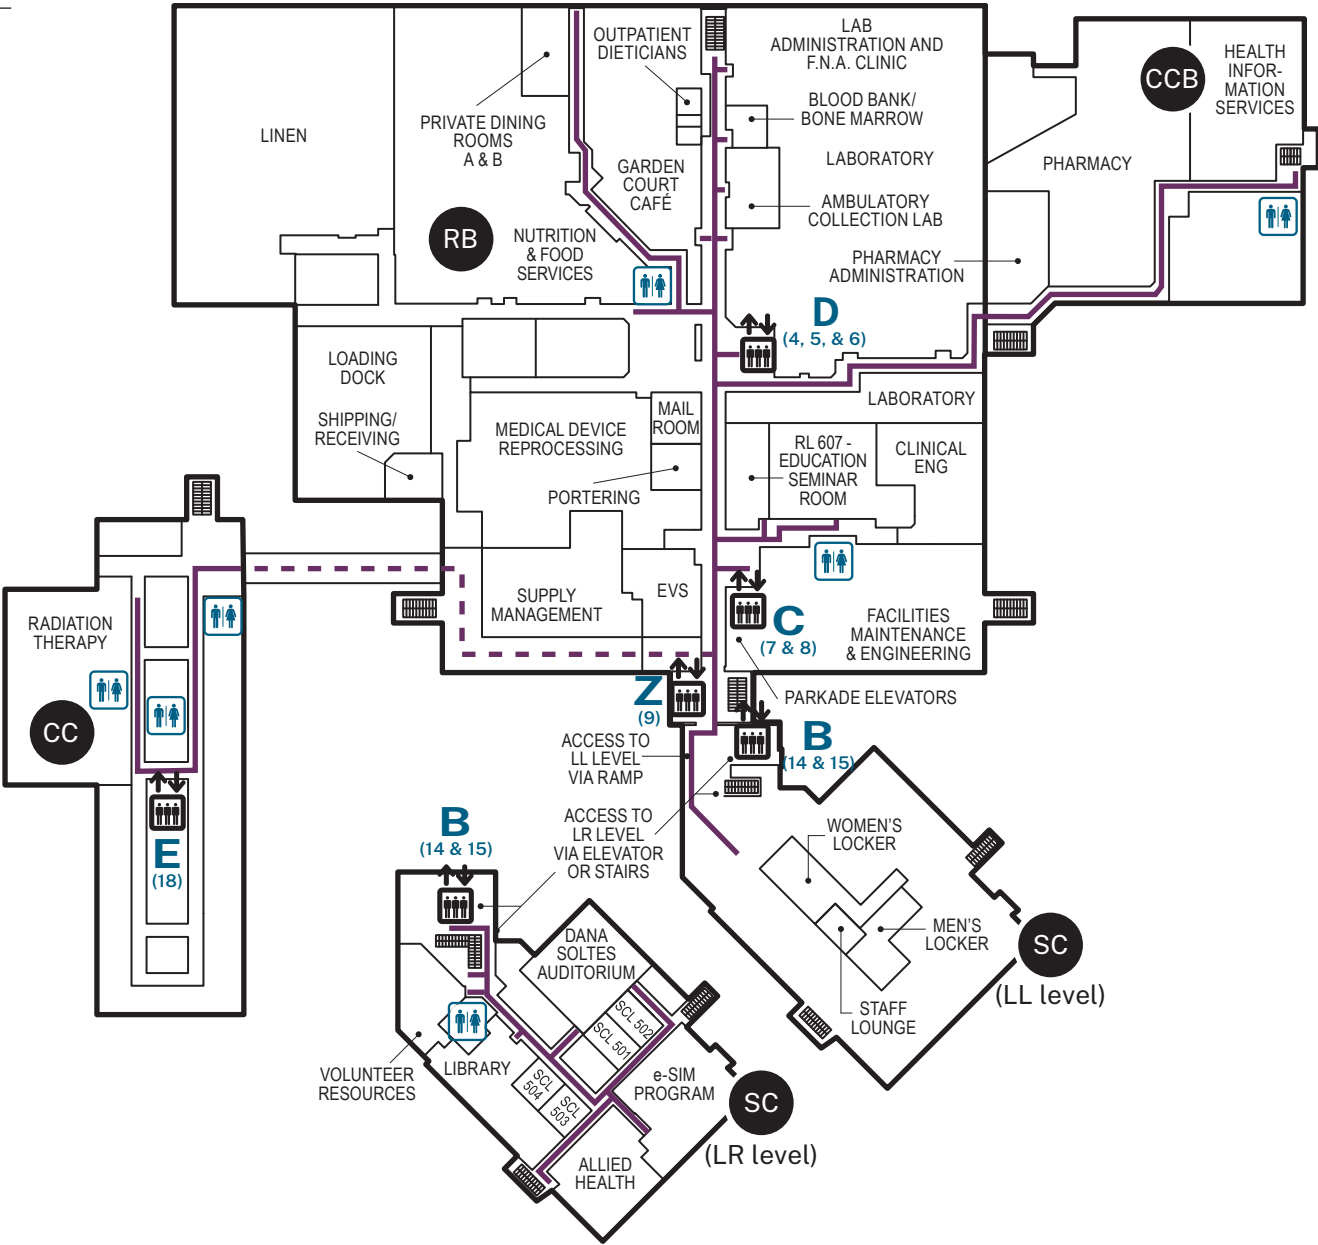 LINEN
PRIVATE DINING
ROOMS
A & B
OUTPATIENT
DIETICIANS
GARDEN
COURT
CAFÉ
RB
NUTRITION
& FOOD
SERVICES
LAB
ADMINISTRATION AND
F.N.A. CLINIC
BLOOD BANK/
BONE MARROW
LABORATORY
AMBULATORY
COLLECTION LAB
PHARMACY
ADMINISTRATION
PHARMACY
CCB
HEALTH
INFOR-
MATION
SERVICES
D
(4, 5, & 6)
LOADING
DOCK
SHIPPING/
RECEIVING
MEDICAL DEVICE
REPROCESSING
MAIL
ROOM
PORTERING
LABORATORY
RL 607 -
EDUCATION
SEMINAR
ROOM
CLINICAL
ENG
SUPPLY
MANAGEMENT
EVS
C
(7 & 8)
FACILITIES
MAINTENANCE
& ENGINEERING
PARKADE ELEVATORS
RADIATION
THERAPY
CC
E
(18)
Z
(9)
B
(14 & 15)
ACCESS TO
LL LEVEL
VIA RAMP
ACCESS TO
LR LEVEL
VIA ELEVATOR
OR STAIRS
WOMEN'S
LOCKER
MEN'S
LOCKER
STAFF
LOUNGE
SC
(LL level)
B
(14 & 15)
DANA
SOLTES
AUDITORIUM
SCL 502
SCL 501
SCL
504
SCL
503
LIBRARY
VOLUNTEER
RESOURCES
e-SIM
PROGRAM
ALLIED
HEALTH
SC
(LR level)